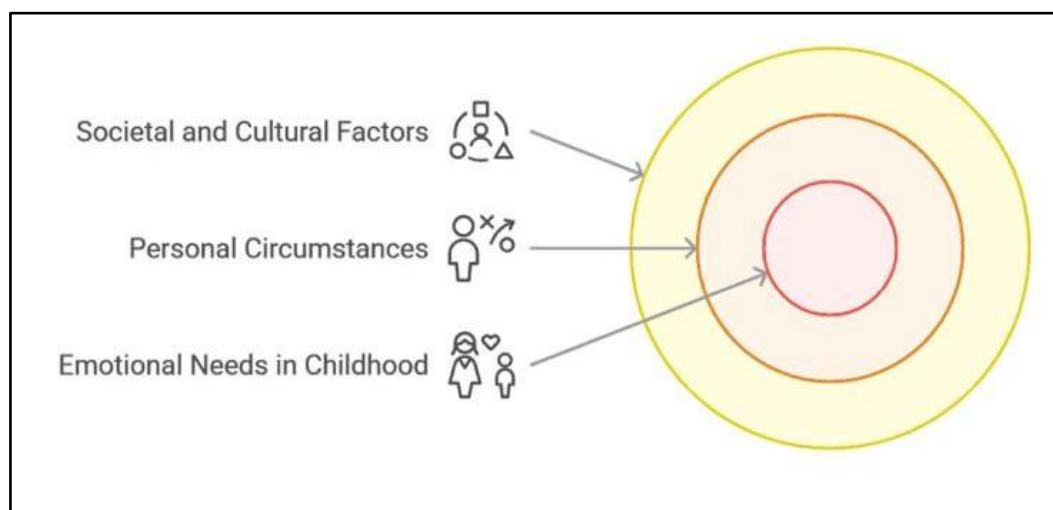 Societal and Cultural Factors
Personal Circumstances
Emotional Needs in Childhood